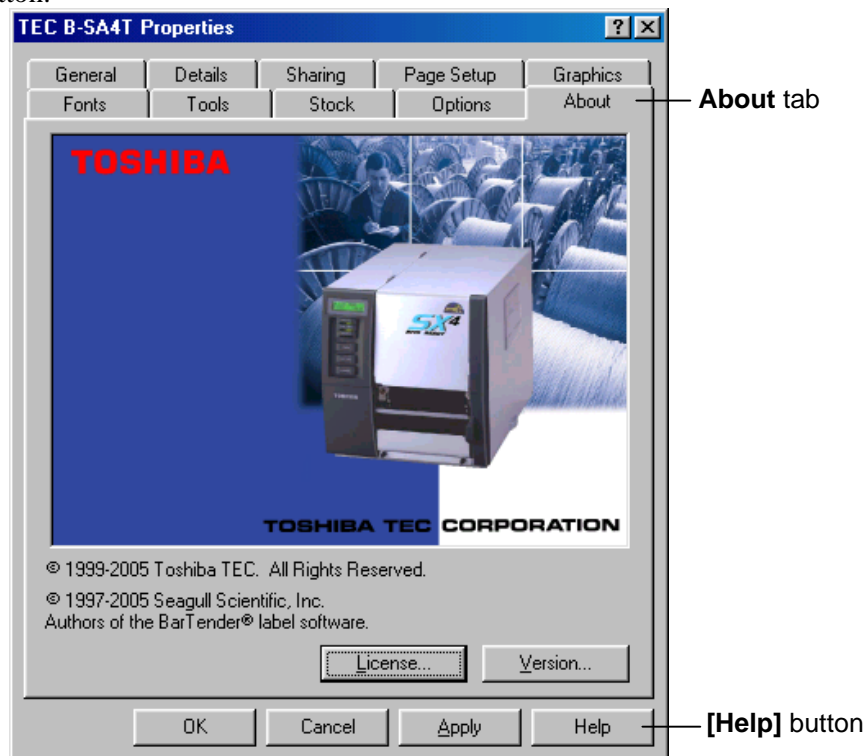 TEC B-SA4T Properties
General Details Sharing Page Setup Graphics
Fonts Tools Stock Options About
About tab
TOSHIBA
SX4
TOSHIBA
TOSHIBA TEC CORPORATION
© 1999-2005 Toshiba TEC. All Rights Reserved.
© 1997-2005 Seagull Scientific, Inc.
Authors of the BarTender® label software.
License... Version...
OK Cancel Apply Help
[Help] button